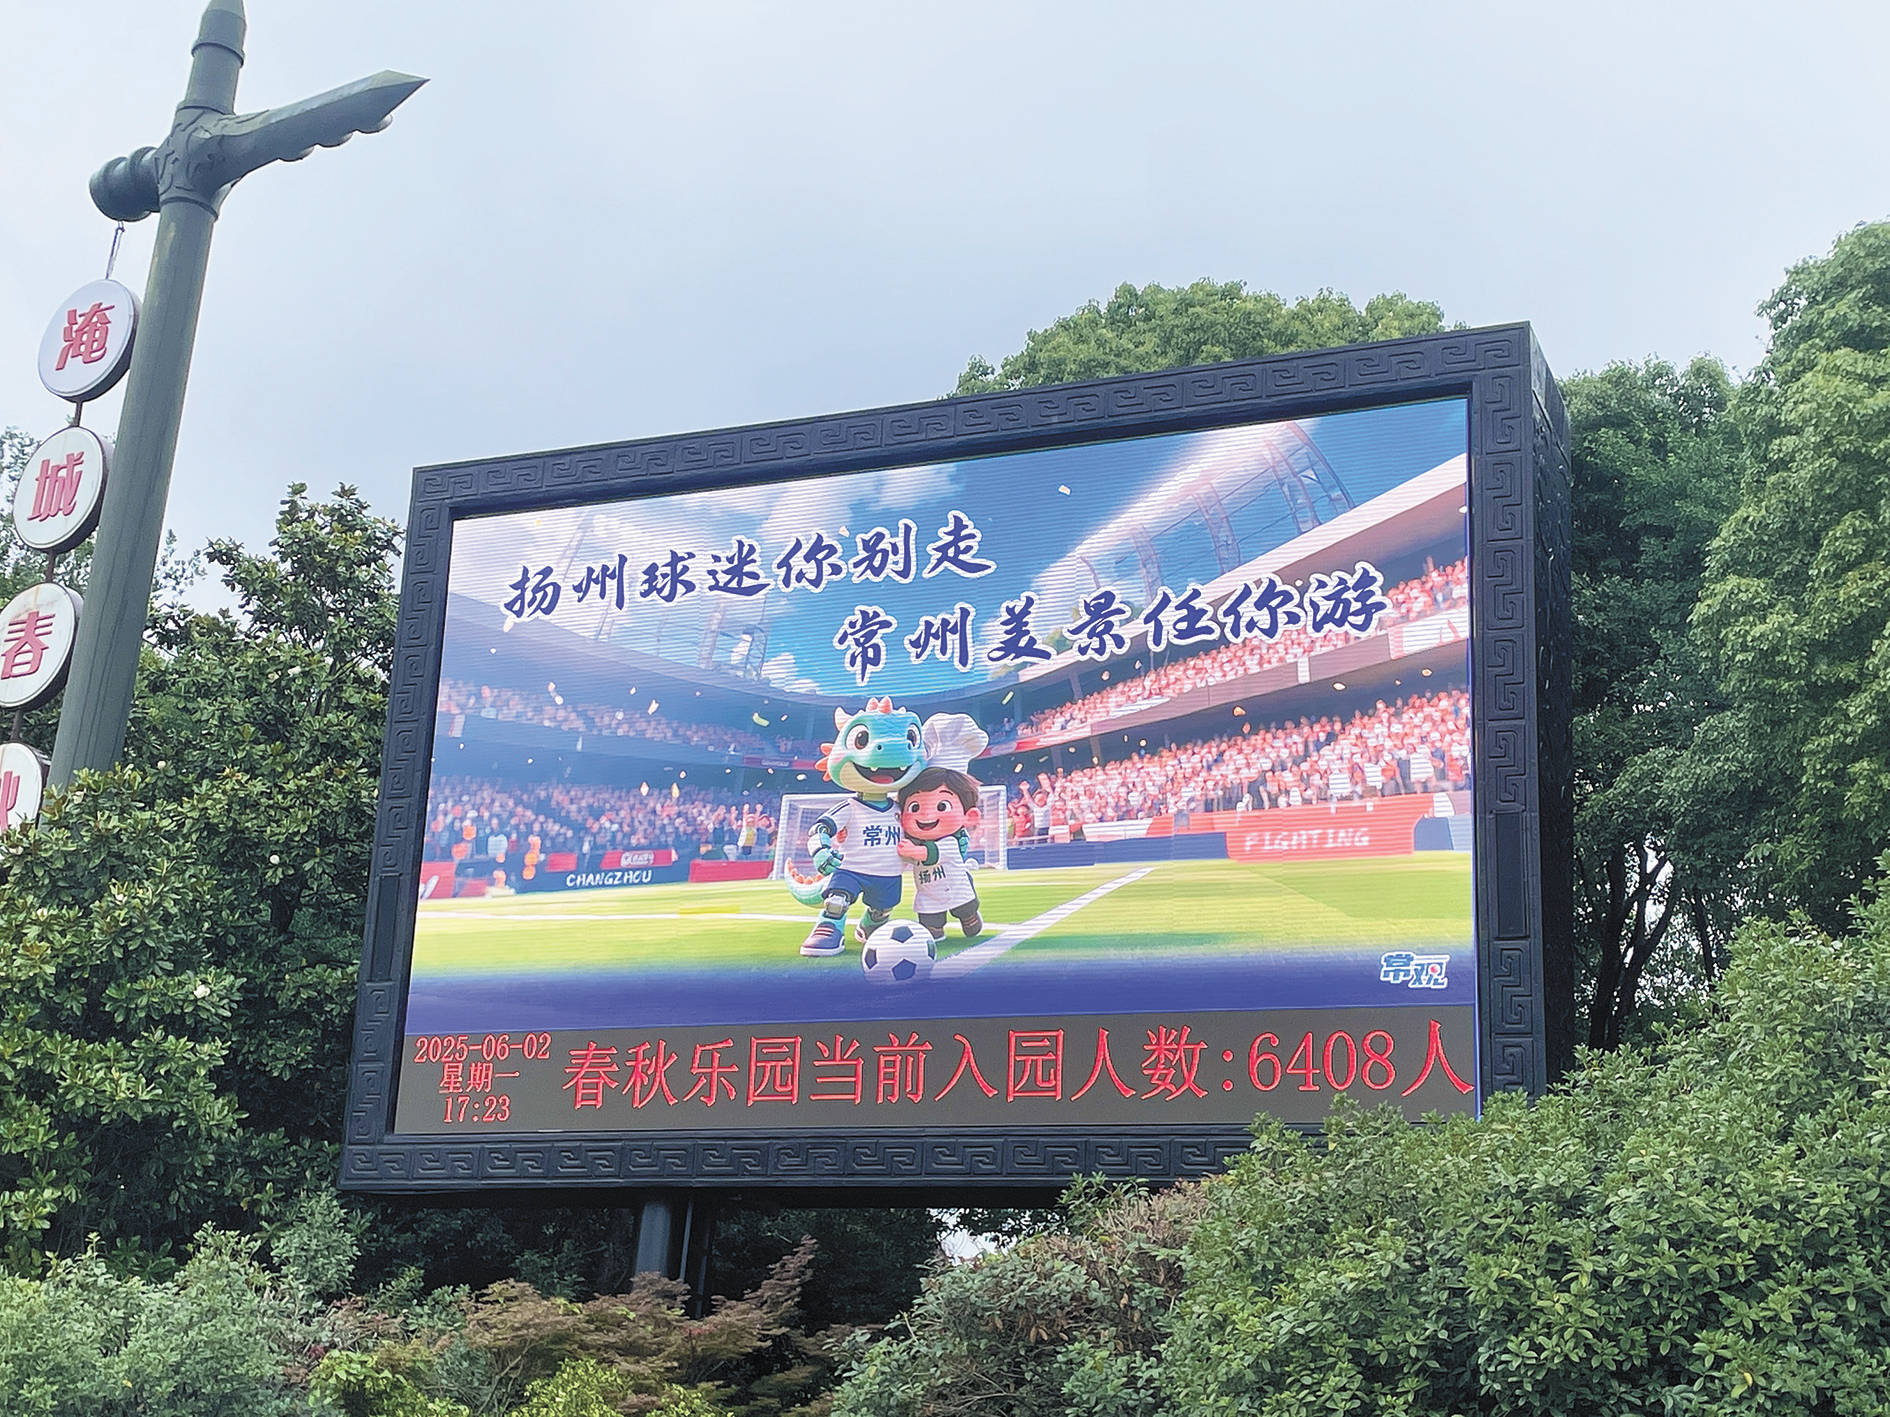 淹
城
春
扬州球迷你别走
常州美景任你游
常州
扬州
CHANGZHOU
FIGHTING
常观
2025-06-02
星期一
17:23
春秋乐园当前入园人数:6408人